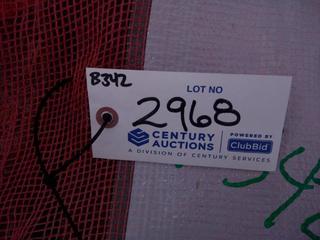 B342
LOT NO
2968
CENTURY AUCTIONS
POWERED BY
ClubBid
A DIVISION OF CENTURY SERVICES